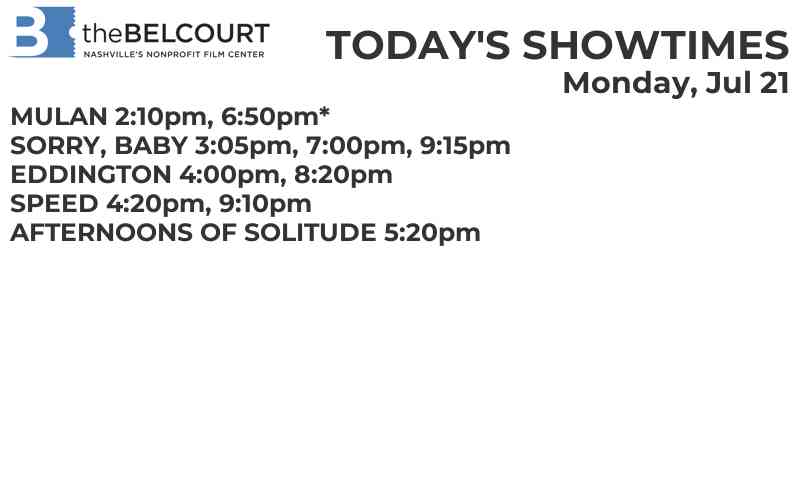 B theBELCOURT
NASHVILLE'S NONPROFIT FILM CENTER
TODAY'S SHOWTIMES
Monday, Jul 21
MULAN 2:10pm, 6:50pm*
SORRY, BABY 3:05pm, 7:00pm, 9:15pm
EDDINGTON 4:00pm, 8:20pm
SPEED 4:20pm, 9:10pm
AFTERNOONS OF SOLITUDE 5:20pm